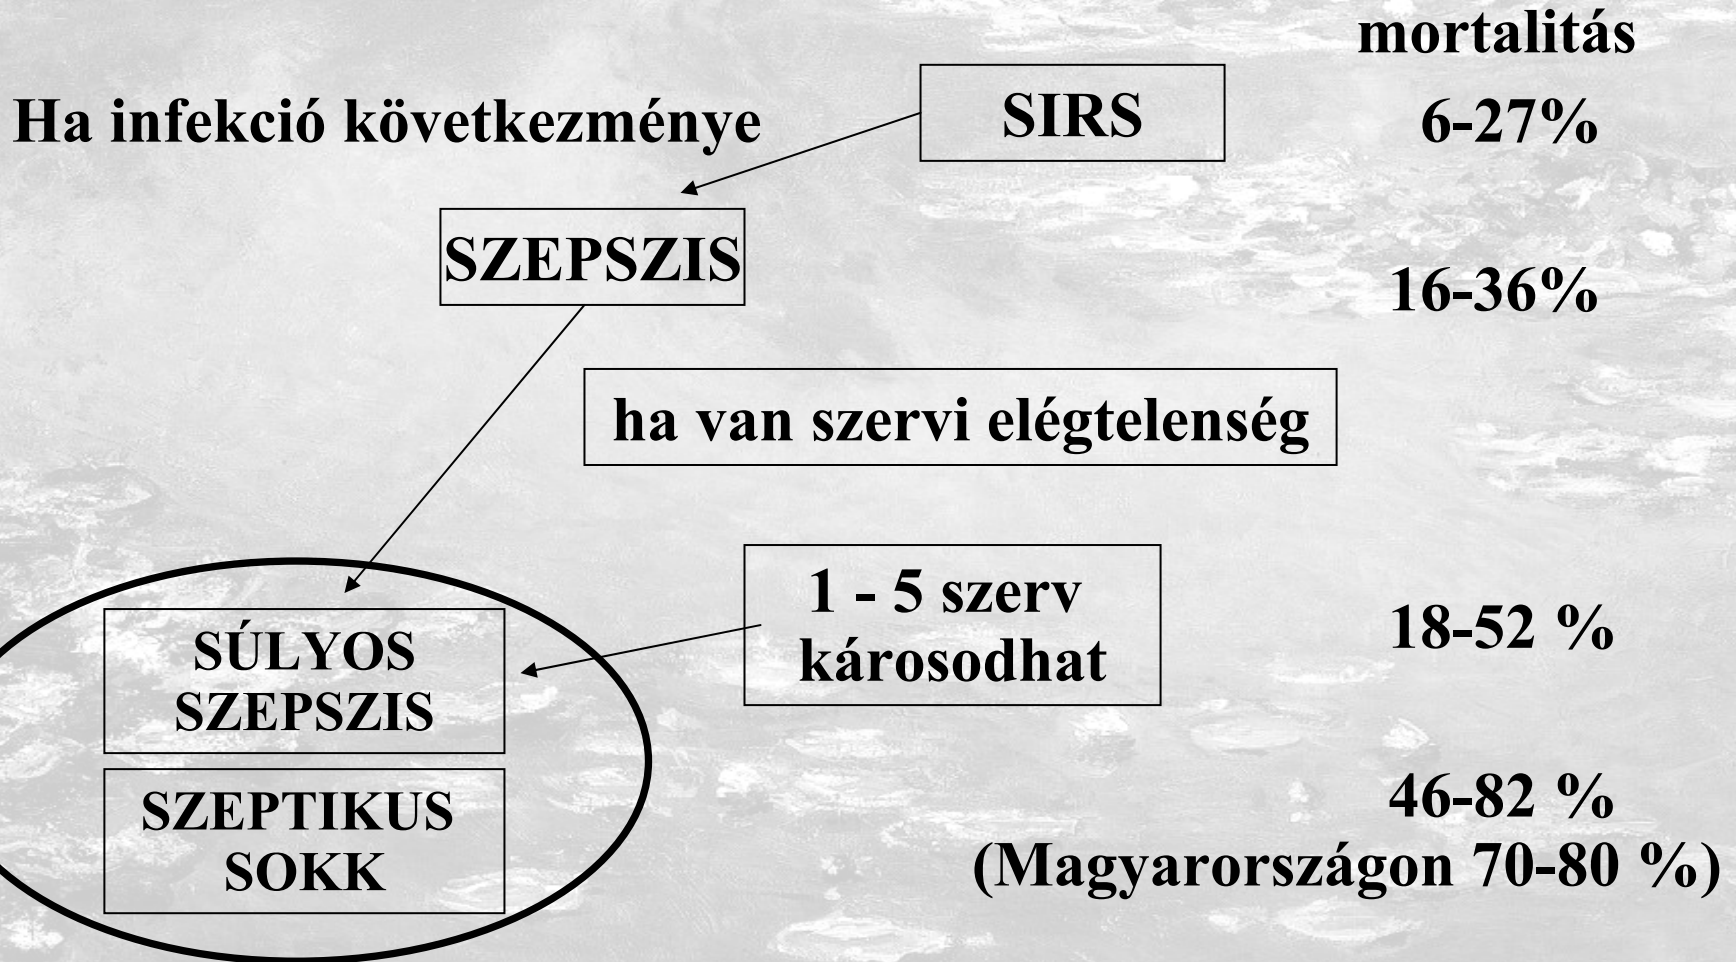 mortalitás
Ha infekció következménye
SIRS
6-27%
SZEPSZIS
16-36%
ha van szervi elégtelenség
1 - 5 szerv
károsodhat
18-52 %
SÚLYOS
SZEPSZIS
SZEPTIKUS
SOKK
46-82 %
(Magyarországon 70-80 %)